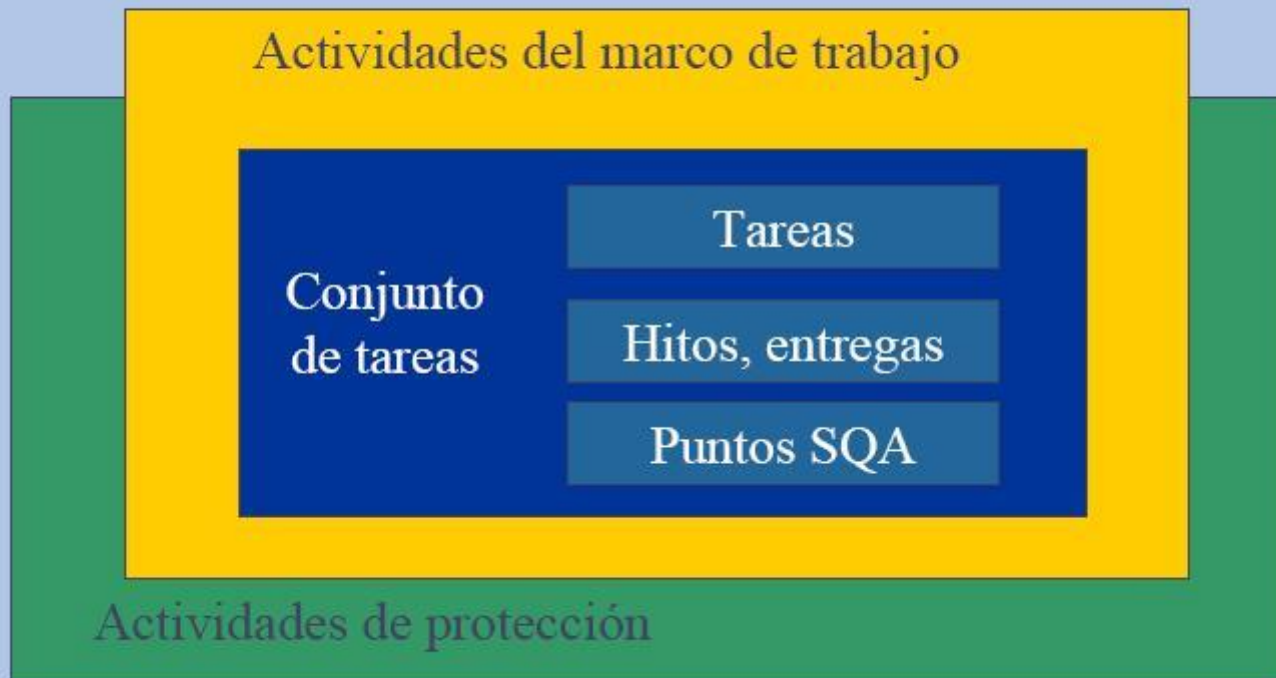 Actividades del marco de trabajo
Conjunto
de tareas
Tareas
Hitos, entregas
Puntos SQA
Actividades de protección